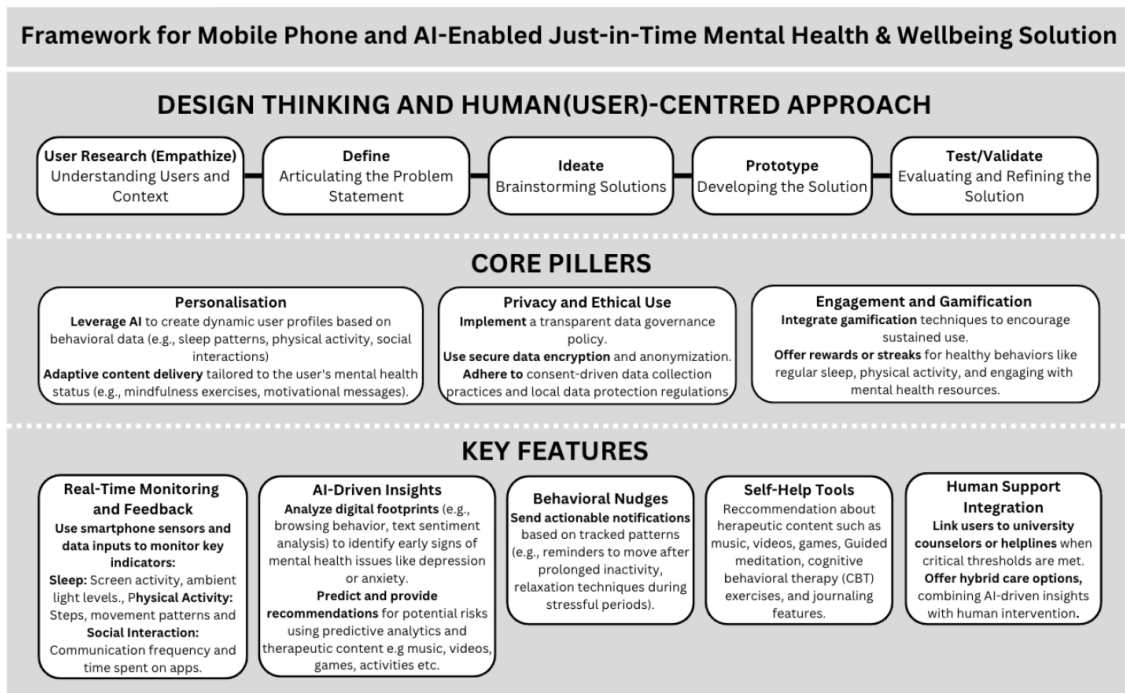 Framework for Mobile Phone and AI-Enabled Just-in-Time Mental Health & Wellbeing Solution
DESIGN THINKING AND HUMAN(USER)-CENTRED APPROACH
User Research (Empathize)
Understanding Users and
Context
Define
Articulating the Problem
Statement
Ideate
Brainstorming Solutions
Prototype
Developing the Solution
Test/Validate
Evaluating and Refining the
Solution
CORE PILLERS
Personalisation
Leverage AI to create dynamic user profiles based on
behavioral data (e.g., sleep patterns, physical activity, social
interactions)
Adaptive content delivery tailored to the user's mental health
status (e.g., mindfulness exercises, motivational messages).
Privacy and Ethical Use
Implement a transparent data governance
policy.
Use secure data encryption and anonymization.
Adhere to consent-driven data collection
practices and local data protection regulations
Engagement and Gamification
Integrate gamification techniques to encourage
sustained use.
Offer rewards or streaks for healthy behaviors like
regular sleep, physical activity, and engaging with
mental health resources.
KEY FEATURES
Real-Time Monitoring
and Feedback
Use smartphone sensors and
data inputs to monitor key
indicators:
Sleep: Screen activity, ambient
light levels., Physical Activity:
Steps, movement patterns and
Social Interaction:
Communication frequency and
time spent on apps.
AI-Driven Insights
Analyze digital footprints (e.g.,
browsing behavior, text sentiment
analysis) to identify early signs of
mental health issues like depression
or anxiety.
Predict and provide
recommendations for potential risks
using predictive analytics and
therapeutic content e.g music, videos,
games, activities etc.
Behavioral Nudges
Send actionable notifications
based on tracked patterns
(e.g., reminders to move after
prolonged inactivity,
relaxation techniques during
stressful periods).
Self-Help Tools
Reccommendation about
herapeutic content such as
music, videos, games, Guided
meditation, cognitive
behavioral therapy (CBT)
exercises, and journaling
features.
Human Support
Integration
Link users to university
counselors or helplines when
critical thresholds are met.
Offer hybrid care options,
combining AI-driven insights
with human intervention.